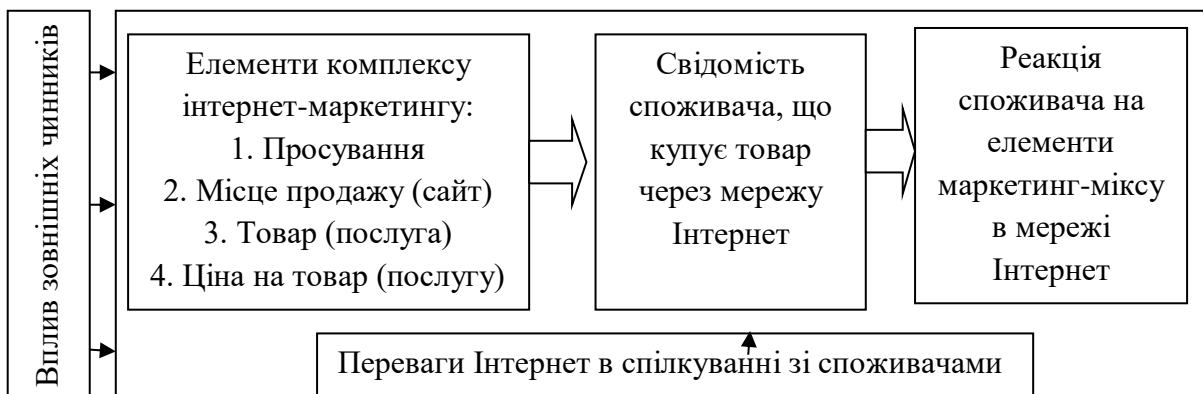 Вплив зовнішніх чинників
Елементи комплексу
інтернет-маркетингу:
1. Просування
2. Місце продажу (сайт)
3. Товар (послуга)
4. Ціна на товар (послугу)
Свідомість
споживача, що
купує товар
через мережу
Інтернет
Реакція
споживача на
елементи
маркетинг-міксу
в мережі
Інтернет
Переваги Інтернет в спілкуванні зі споживачами